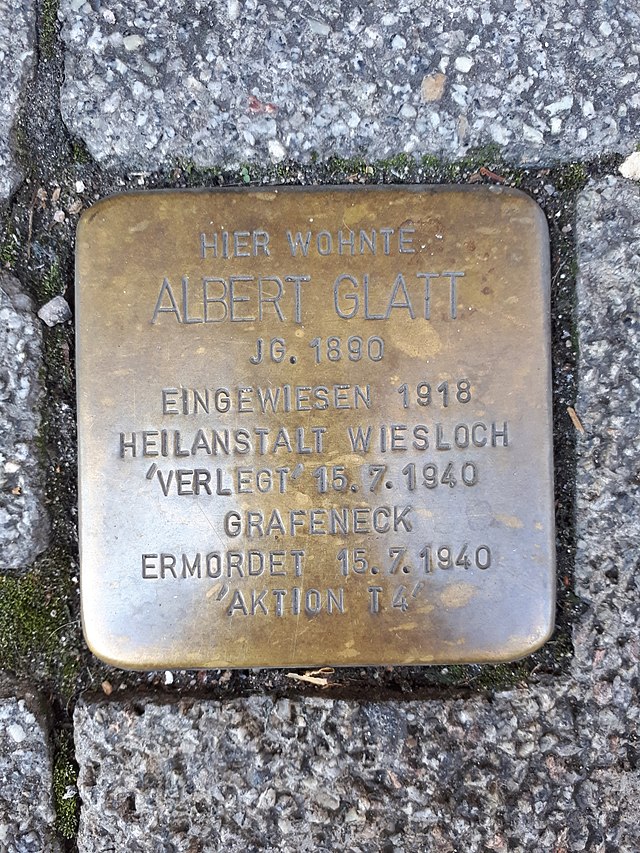 HIER WOHNTE
ALBERT GLATT
JG. 1890
EINGEWIESEN 1918
HEILANSTALT WIESLOCH
'VERLEGT' 15.7.1940
GRAFENECK
ERMORDET 15.7.1940
'AKTION T4'